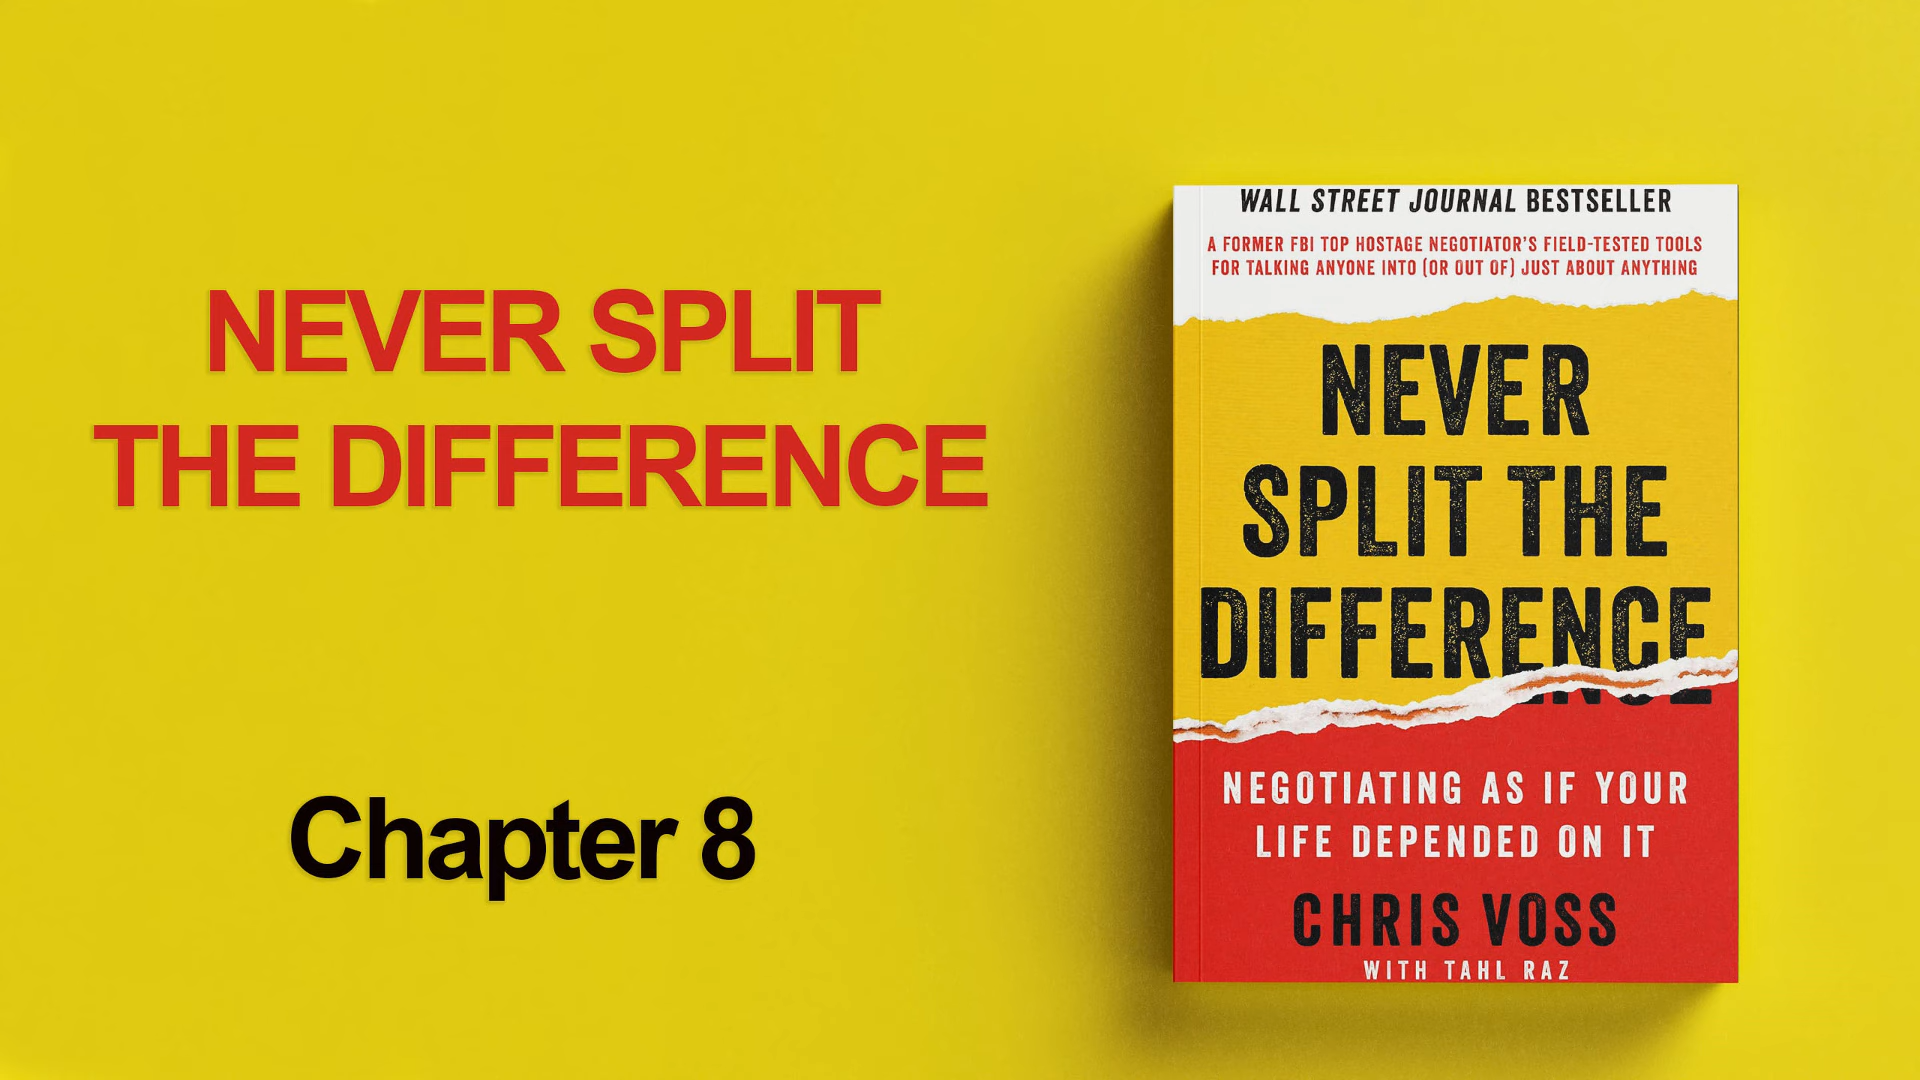 NEVER SPLIT
THE DIFFERENCE
Chapter 8
WALL STREET JOURNAL BESTSELLER
A FORMER FBI TOP HOSTAGE NEGOTIATOR'S FIELD-TESTED TOOLS
FOR TALKING ANYONE INTO (OR OUT OF) JUST ABOUT ANYTHING
NEVER
SPLIT THE
DIFFERENCE
NEGOTIATING AS IF YOUR
LIFE DEPENDED ON IT
CHRIS VOSS
WITH TAHL RAZ